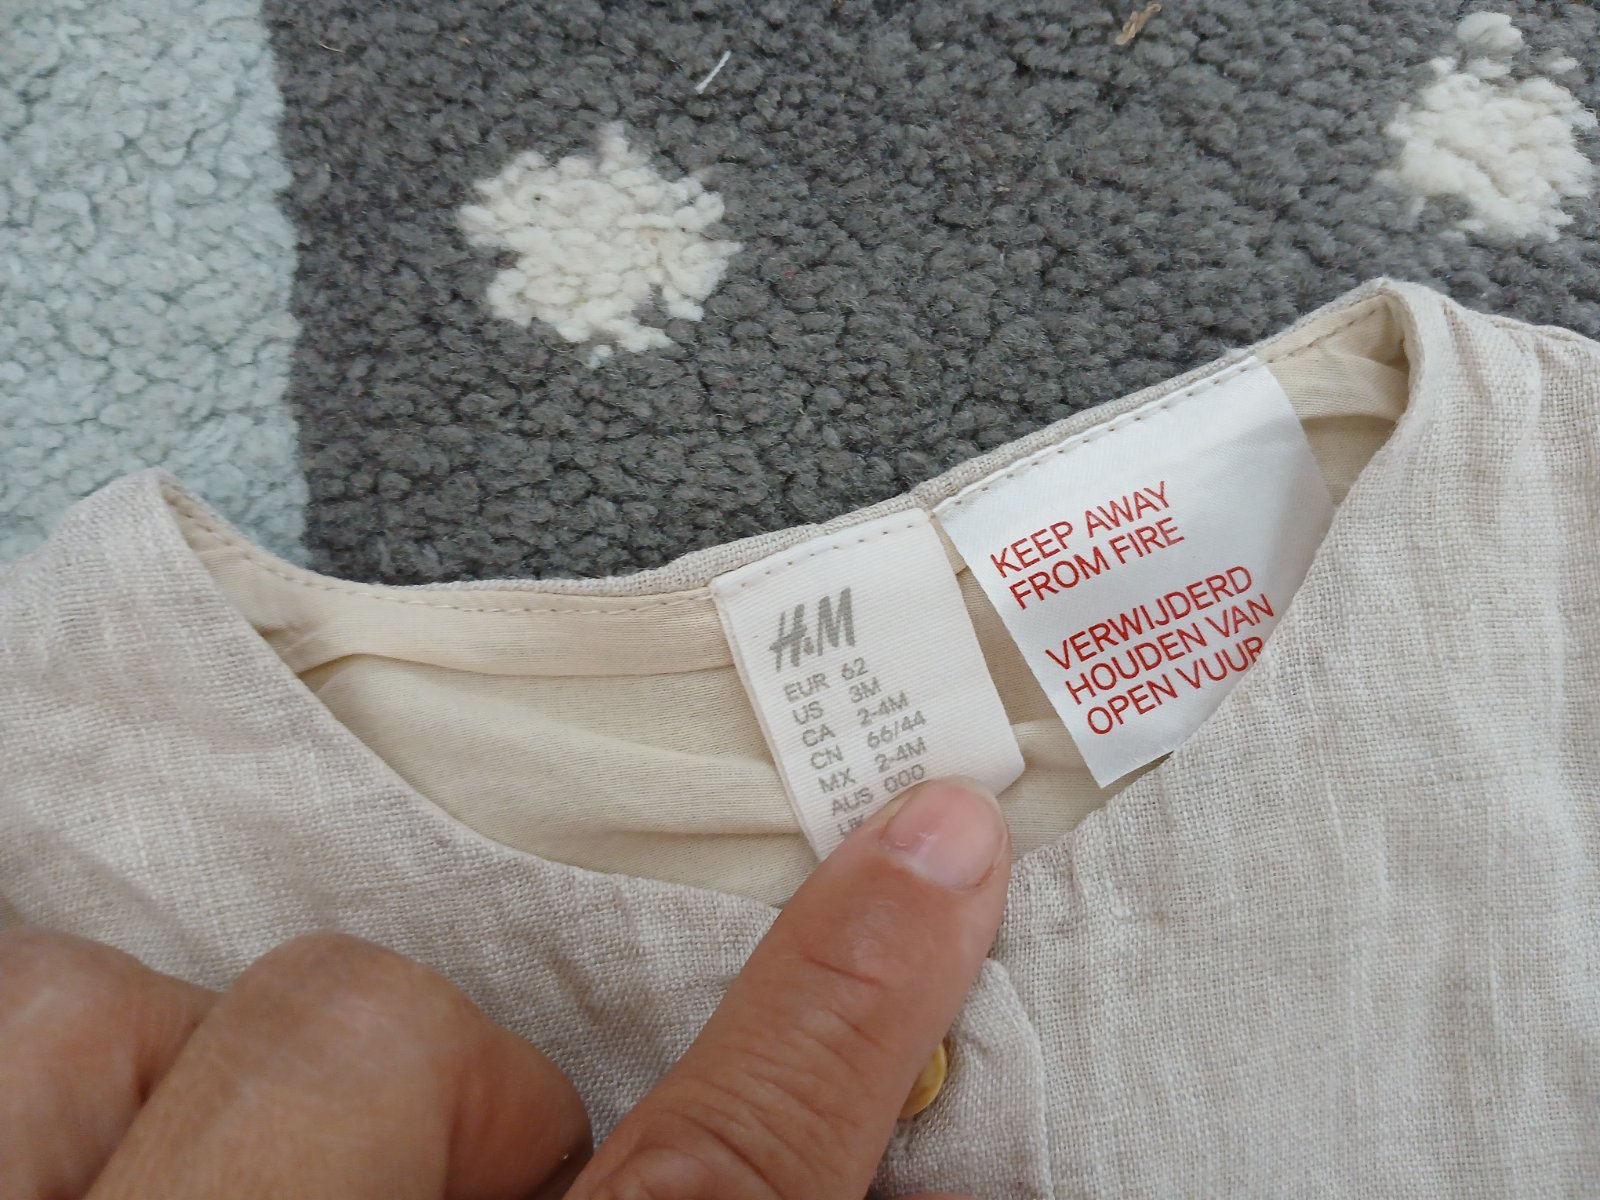 H&M
EUR 62
US 3M
CA 2-4M
CN 66/44
MX 2-4M
AUS 000
KEEP AWAY
FROM FIRE
VERWIJDERD
HOUDEN VAN
OPEN VUUR